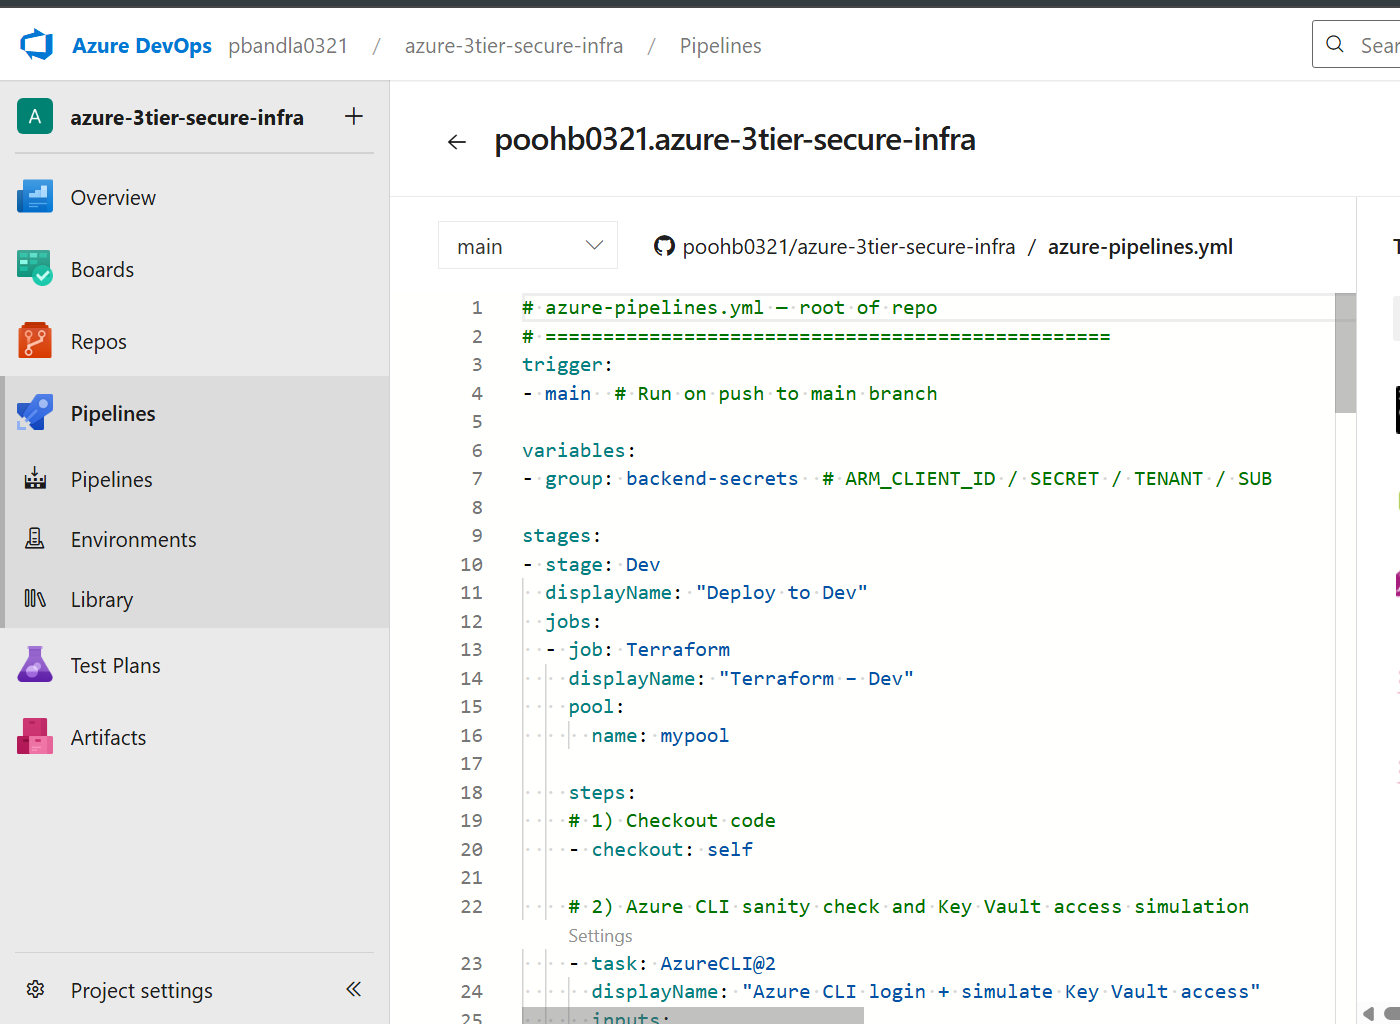 Azure DevOps pbandla0321 / azure-3tier-secure-infra / Pipelines
A azure-3tier-secure-infra +
Overview
Boards
Repos
Pipelines
Pipelines
Environments
Library
Test Plans
Artifacts
Project settings
poohb0321.azure-3tier-secure-infra
main
poohb0321/azure-3tier-secure-infra / azure-pipelines.yml
1 # azure-pipelines.yml — root of repo
2 # =================================================
3 trigger:
4 - main  # Run on push to main branch
5
6 variables:
7 - group: backend-secrets  # ARM_CLIENT_ID / SECRET / TENANT / SUB
8
9 stages:
10 - stage: Dev
11   displayName: "Deploy to Dev"
12   jobs:
13   - job: Terraform
14     displayName: "Terraform – Dev"
15     pool:
16       name: mypool
17
18     steps:
19     # 1) Checkout code
20     - checkout: self
21
22     # 2) Azure CLI sanity check and Key Vault access simulation
Settings
23     - task: AzureCLI@2
24       displayName: "Azure CLI login + simulate Key Vault access"
25       inputs: